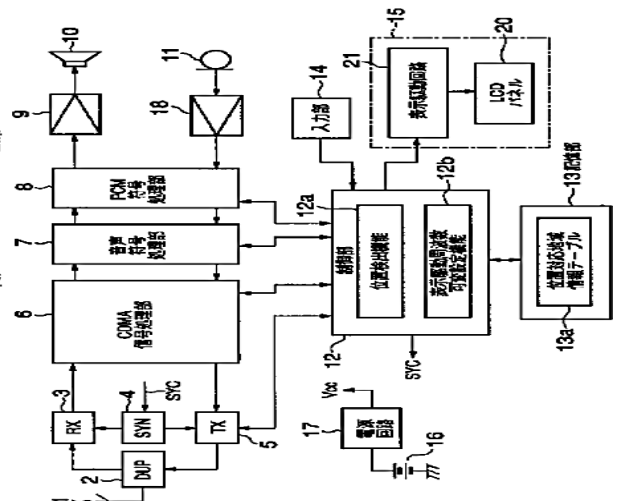 10
11
15
20
21
LCD
パネル
表示駆動回路
9
18
14
入力部
8
PCM
符号
処理部
7
音声
符号
処理部
6
CDMA
信号処理部
12a
12b
制御部
位置検出機能
表示駆動周波数
可変設定機能
12
SYC
13 記憶部
位置対応地域
情報テーブル
13a
3
RX
4
SYN
SYC
TX
5
2
DUP
1
Vcc
17
電源
回路
16